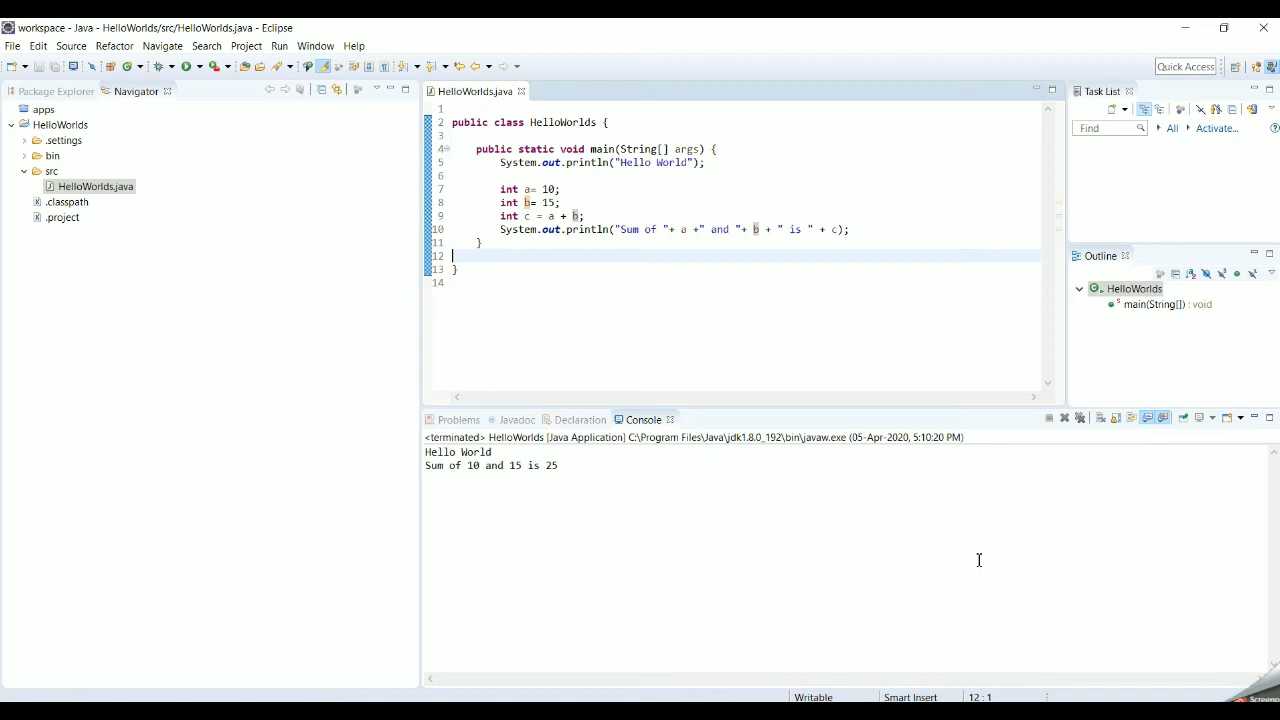 workspace - Java - HelloWorlds/src/HelloWorlds.java - Eclipse
File Edit Source Refactor Navigate Search Project Run Window Help
Quick Access
Package Explorer Navigator
apps
HelloWorlds
.settings
bin
src
HelloWorlds.java
.classpath
.project
HelloWorlds.java
1
2 public class HelloWorlds {
3
4 public static void main(String[] args) {
5 System.out.println("Hello World");
6
7 int a= 10;
8 int b= 15;
9 int c = a + b;
10 System.out.println("Sum of "+ a +" and "+ b + " is " + c);
11 }
12
13 }
14
Task List
Find All Activate...
Outline
HelloWorlds
main(String[]) : void
Problems Javadoc Declaration Console
<terminated> HelloWorlds [Java Application] C:\Program Files\Java\jdk1.8.0_192\bin\javaw.exe (05-Apr-2020, 5:10:20 PM)
Hello World
Sum of 10 and 15 is 25
Writable Smart Insert 12 : 1